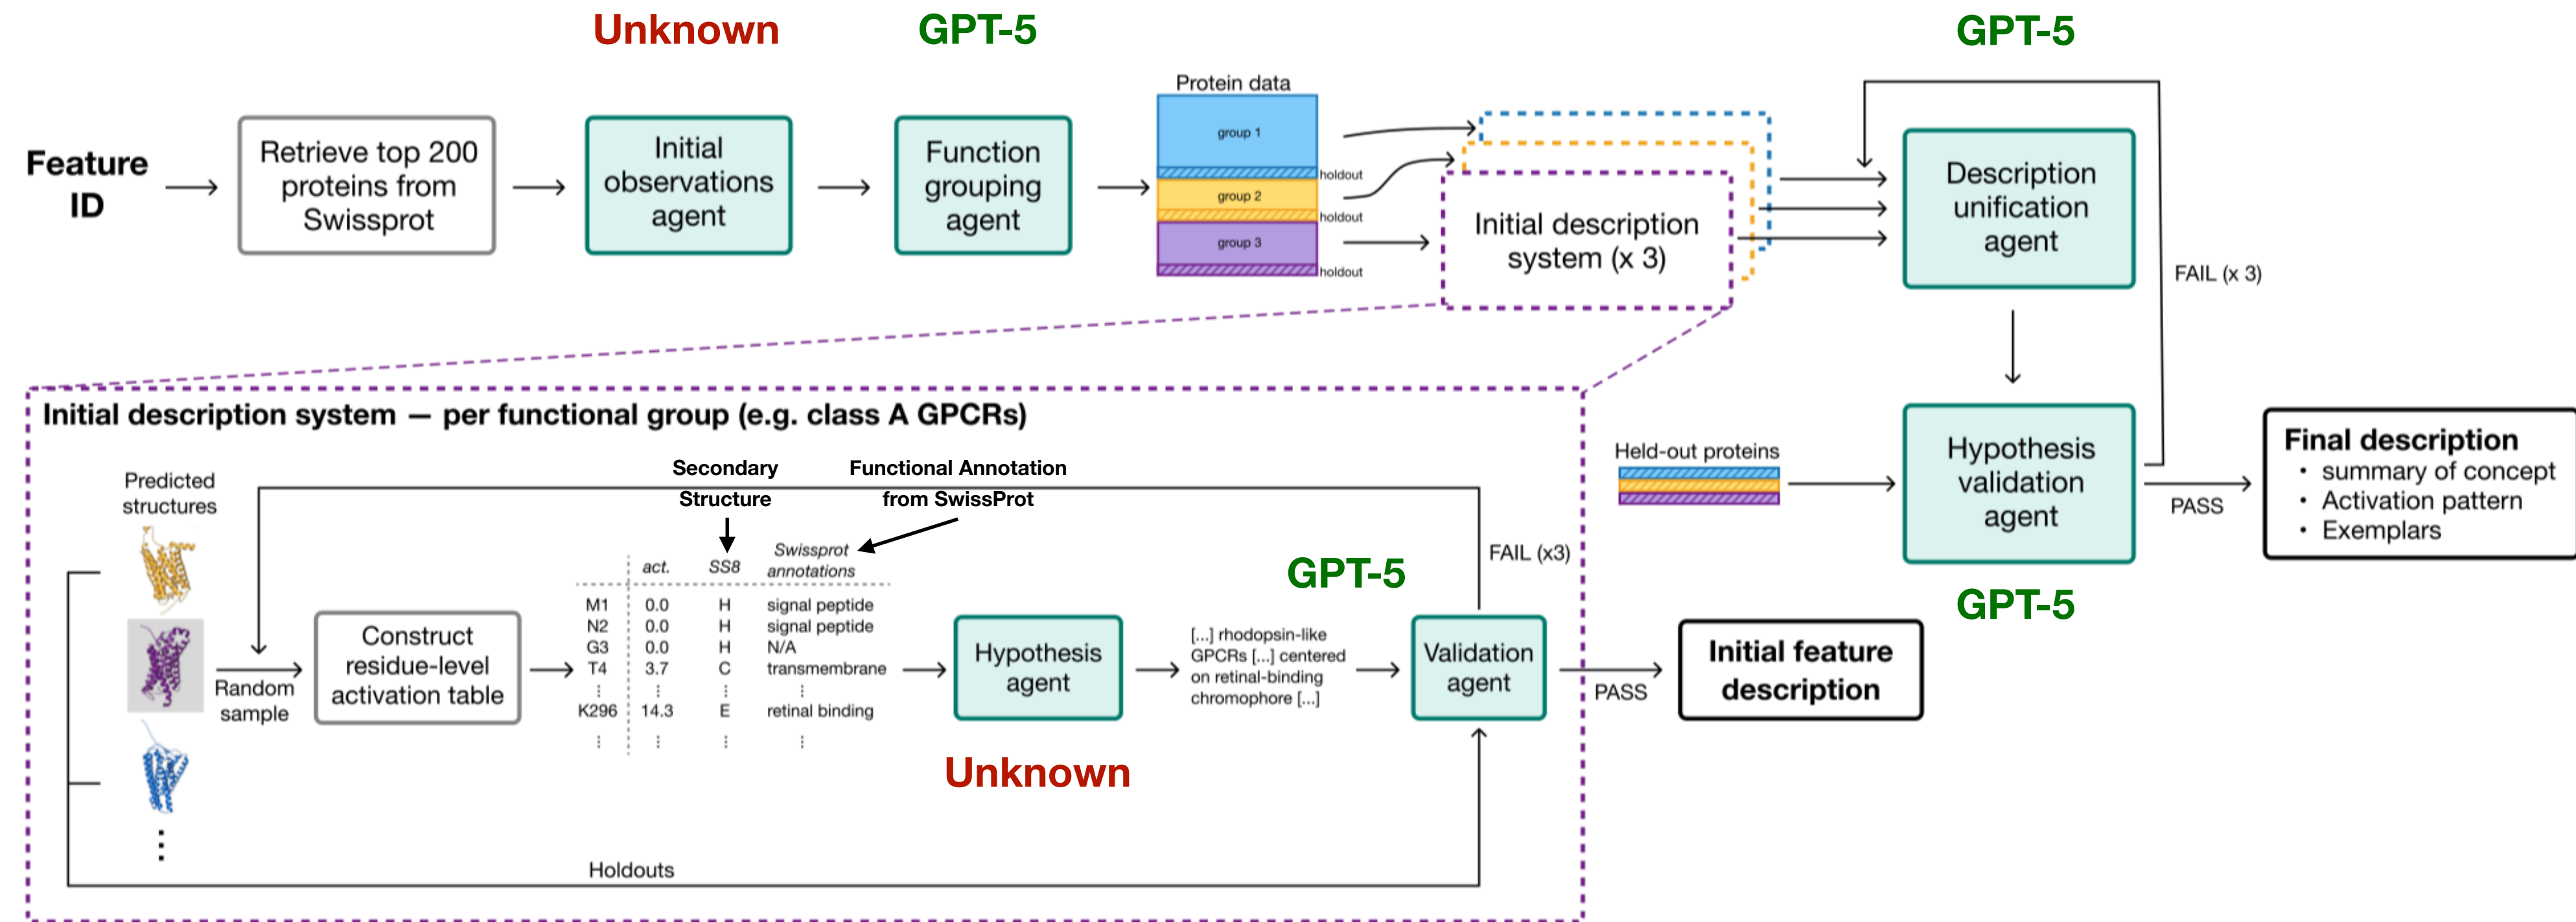 Unknown
GPT-5
GPT-5
Feature
ID
Retrieve top 200
proteins from
Swissprot
Initial
observations
agent
Function
grouping
agent
Protein data
group 1
holdout
group 2
holdout
group 3
holdout
Initial description
system (x 3)
Description
unification
agent
FAIL (x 3)
Initial description system — per functional group (e.g. class A GPCRs)
Predicted
structures
Random
sample
Construct
residue-level
activation table
Secondary
Structure
Functional Annotation
from SwissProt
act. SS8 Swissprot
annotations
M1 0.0 H signal peptide
N2 0.0 H signal peptide
G3 0.0 H N/A
T4 3.7 C transmembrane
⋮ ⋮ ⋮ ⋮
K296 14.3 E retinal binding
⋮ ⋮ ⋮ ⋮
Hypothesis
agent
Unknown
[...] rhodopsin-like
GPCRs [...] centered
on retinal-binding
chromophore [...]
GPT-5
Validation
agent
FAIL (x3)
PASS
Initial feature
description
Holdouts
Held-out proteins
Hypothesis
validation
agent
GPT-5
PASS
Final description
• summary of concept
• Activation pattern
• Exemplars